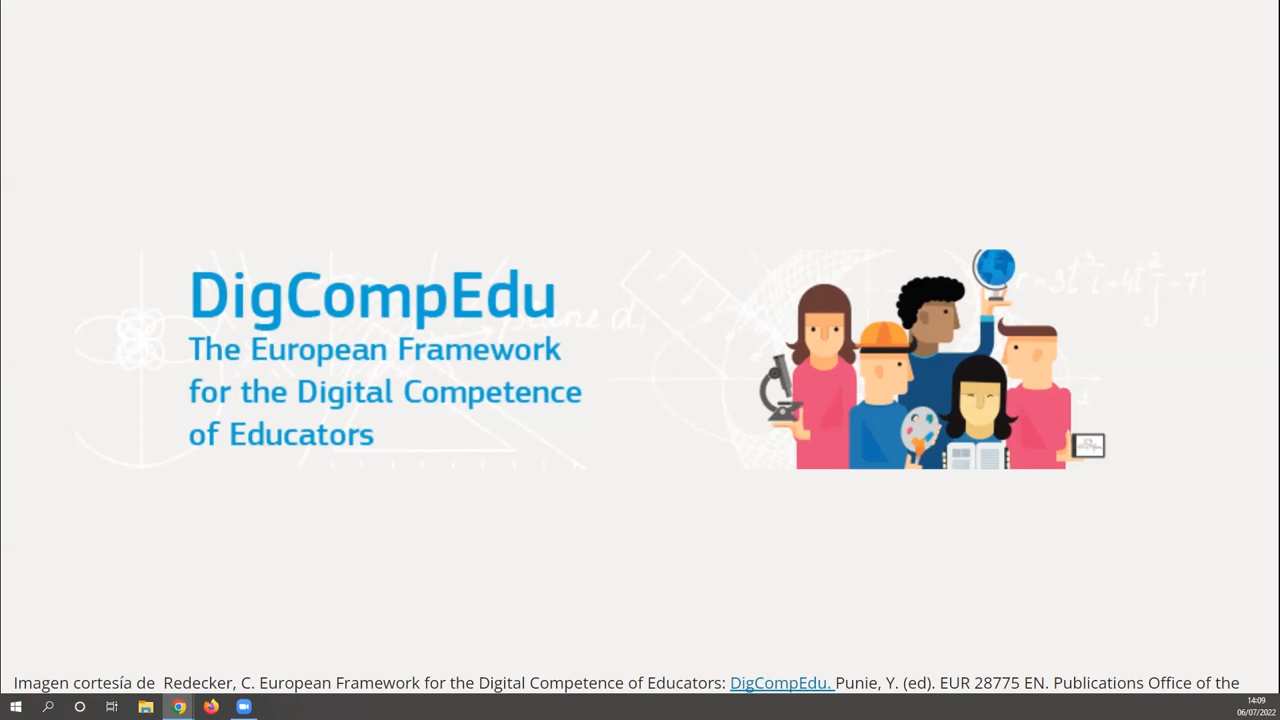 DigCompEdu
The European Framework
for the Digital Competence
of Educators
Imagen cortesía de Redecker, C. European Framework for the Digital Competence of Educators: DigCompEdu. Punie, Y. (ed). EUR 28775 EN. Publications Office of the
14:09
06/07/2022